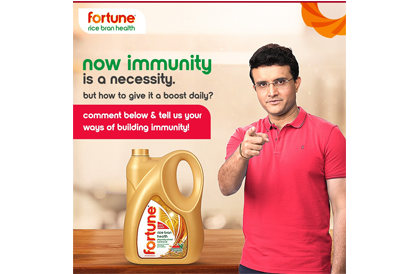 fortune
rice bran health
now immunity
is a necessity.
but how to give it a boost daily?
comment below & tell us your
ways of building immunity!
fortune
rice bran
health